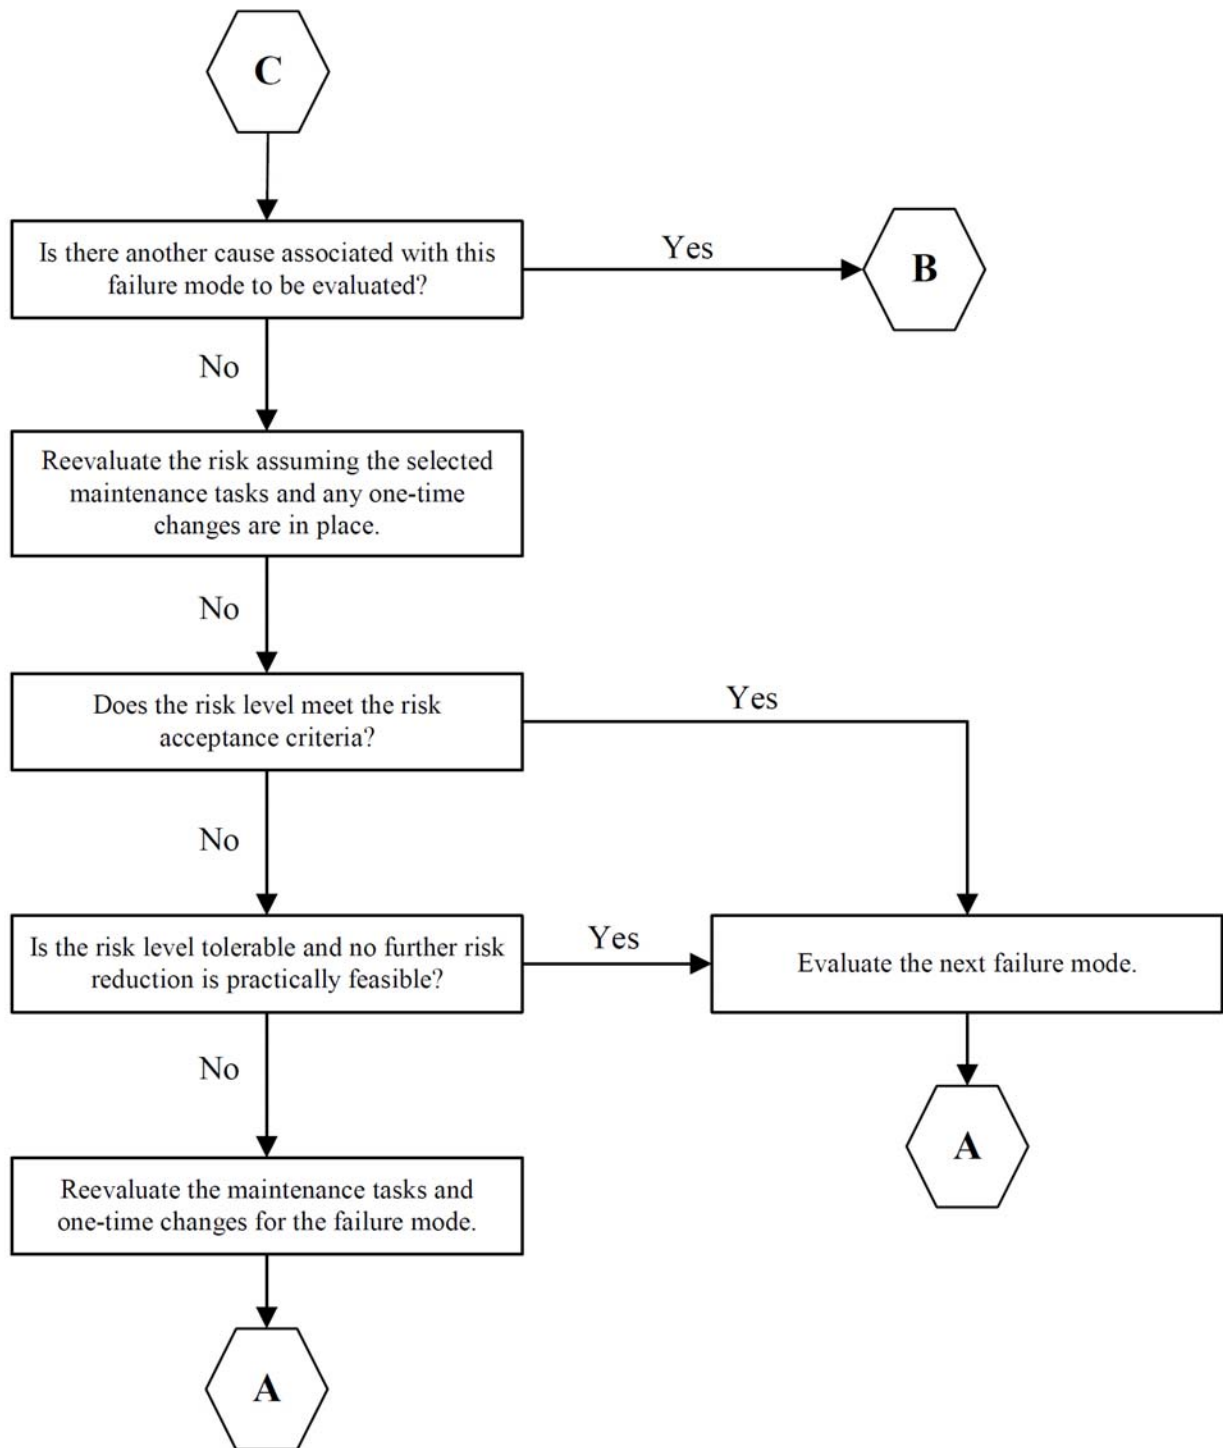 C
Is there another cause associated with this
failure mode to be evaluated?
Yes
B
No
Reevaluate the risk assuming the selected
maintenance tasks and any one-time
changes are in place.
No
Does the risk level meet the risk
acceptance criteria?
Yes
No
Is the risk level tolerable and no further risk
reduction is practically feasible?
Yes
Evaluate the next failure mode.
No
A
Reevaluate the maintenance tasks and
one-time changes for the failure mode.
A